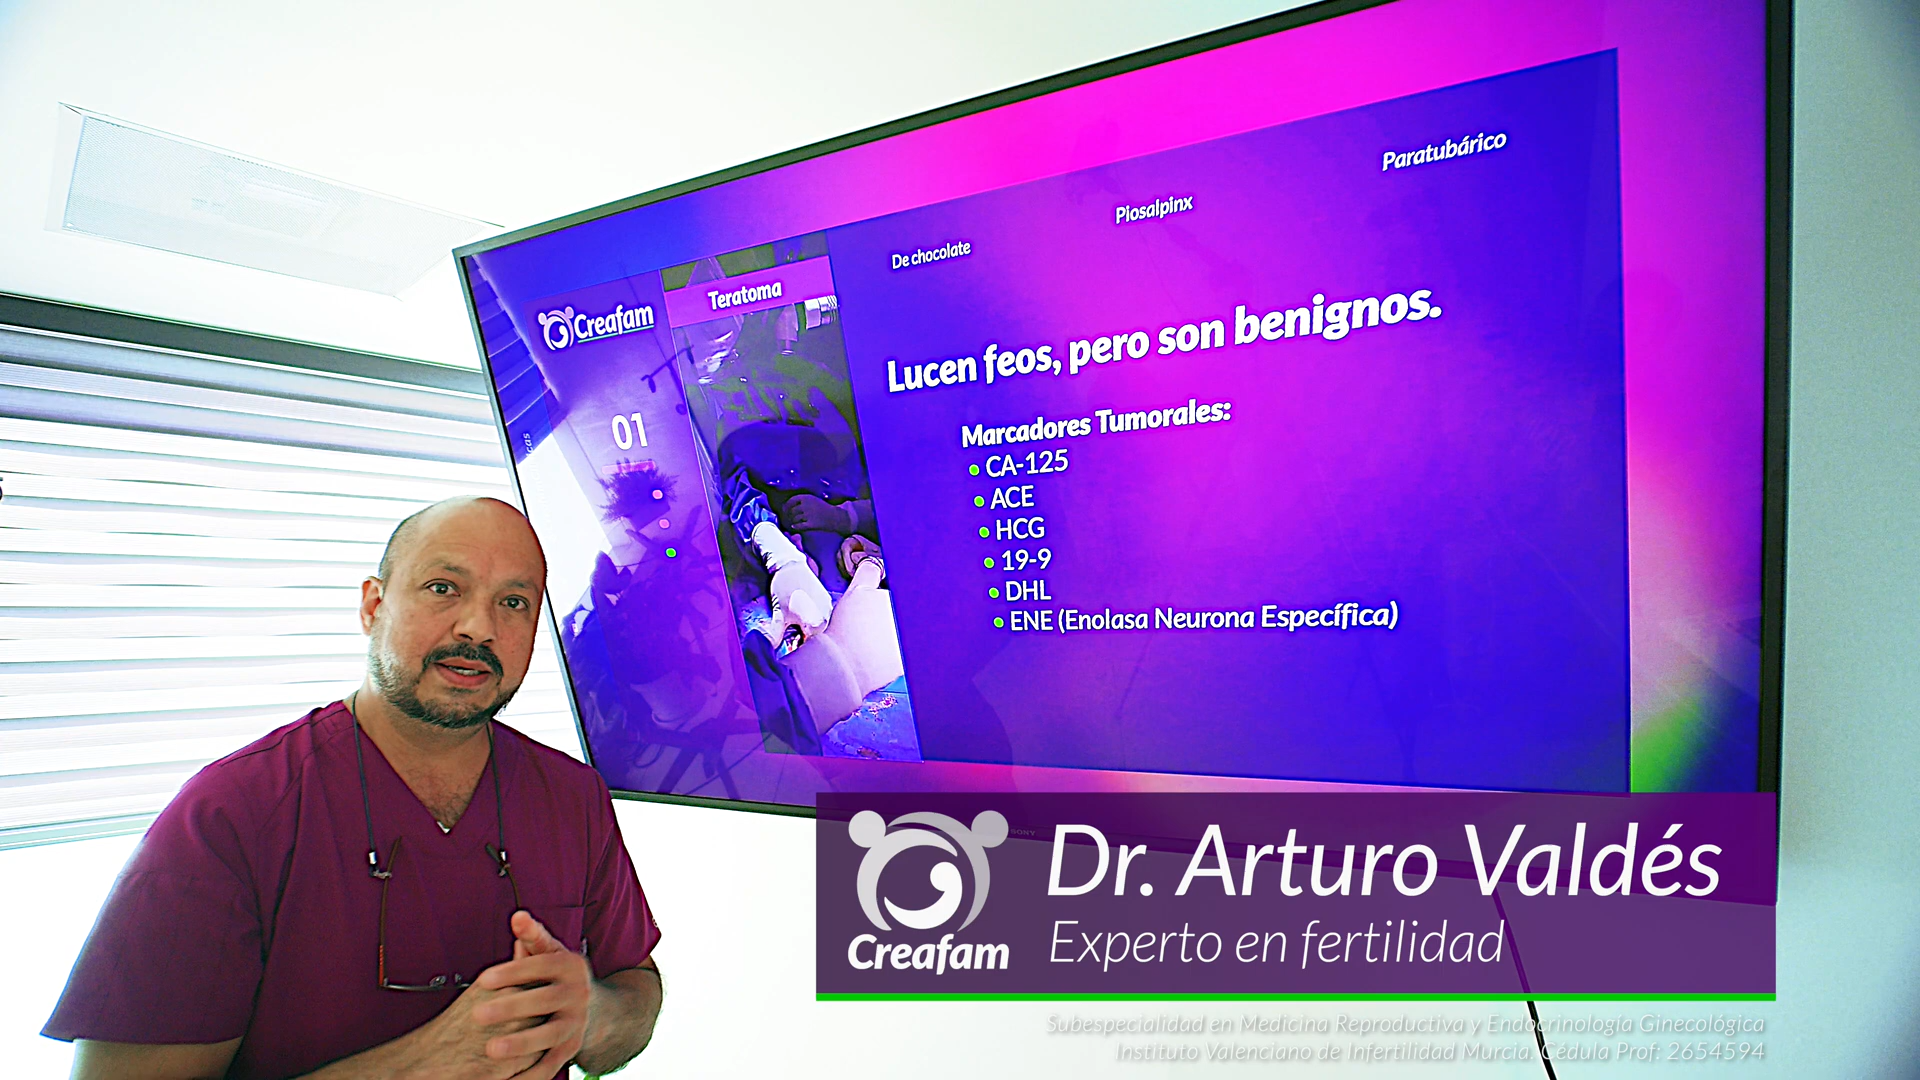 Paratubárico
Piosalpinx
De chocolate
Teratoma
Creafam
Lucen feos, pero son benignos.
01
Marcadores Tumorales:
CA-125
ACE
HCG
19-9
DHL
ENE (Enolasa Neurona Específica)
SONY
Dr. Arturo Valdés
Experto en fertilidad
Creafam
Subespecialidad en Medicina Reproductiva y Endocrinología Ginecológica
Instituto Valenciano de Infertilidad Murcia. Cédula Prof: 2654594